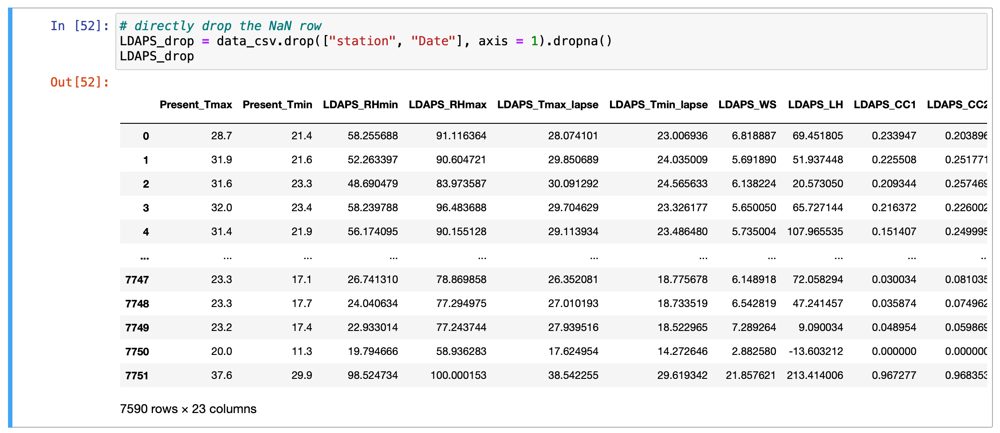 In [52]: # directly drop the NaN row
LDAPS_drop = data_csv.drop(["station", "Date"], axis = 1).dropna()
LDAPS_drop
Out[52]:
Present_Tmax Present_Tmin LDAPS_RHmin LDAPS_RHmax LDAPS_Tmax_lapse LDAPS_Tmin_lapse LDAPS_WS LDAPS_LH LDAPS_CC1 LDAPS_CC2
0 28.7 21.4 58.255688 91.116364 28.074101 23.006936 6.818887 69.451805 0.233947 0.203896
1 31.9 21.6 52.263397 90.604721 29.850689 24.035009 5.691890 51.937448 0.225508 0.251771
2 31.6 23.3 48.690479 83.973587 30.091292 24.565633 6.138224 20.573050 0.209344 0.257469
3 32.0 23.4 58.239788 96.483688 29.704629 23.326177 5.650050 65.727144 0.216372 0.226002
4 31.4 21.9 56.174095 90.155128 29.113934 23.486480 5.735004 107.965535 0.151407 0.249995
... ... ... ... ... ... ... ... ... ... ..
7747 23.3 17.1 26.741310 78.869858 26.352081 18.775678 6.148918 72.058294 0.030034 0.081035
7748 23.3 17.7 24.040634 77.294975 27.010193 18.733519 6.542819 47.241457 0.035874 0.074962
7749 23.2 17.4 22.933014 77.243744 27.939516 18.522965 7.289264 9.090034 0.048954 0.059869
7750 20.0 11.3 19.794666 58.936283 17.624954 14.272646 2.882580 -13.603212 0.000000 0.000000
7751 37.6 29.9 98.524734 100.000153 38.542255 29.619342 21.857621 213.414006 0.967277 0.968353
7590 rows × 23 columns